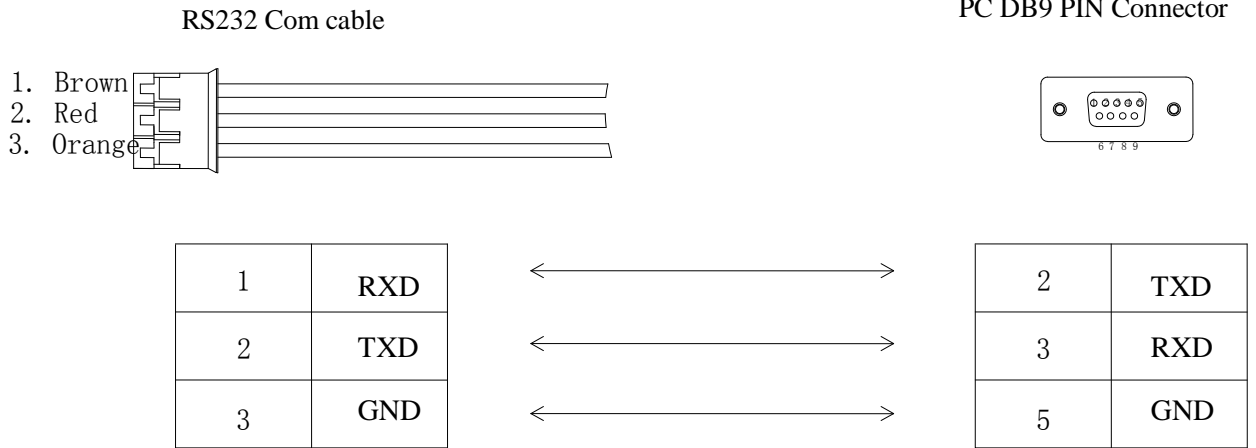 RS232 Com cable
PC DB9 PIN Connector
1. Brown
2. Red
3. Orange
6 7 8 9
1 RXD 2 TXD
2 TXD 3 RXD
3 GND 5 GND